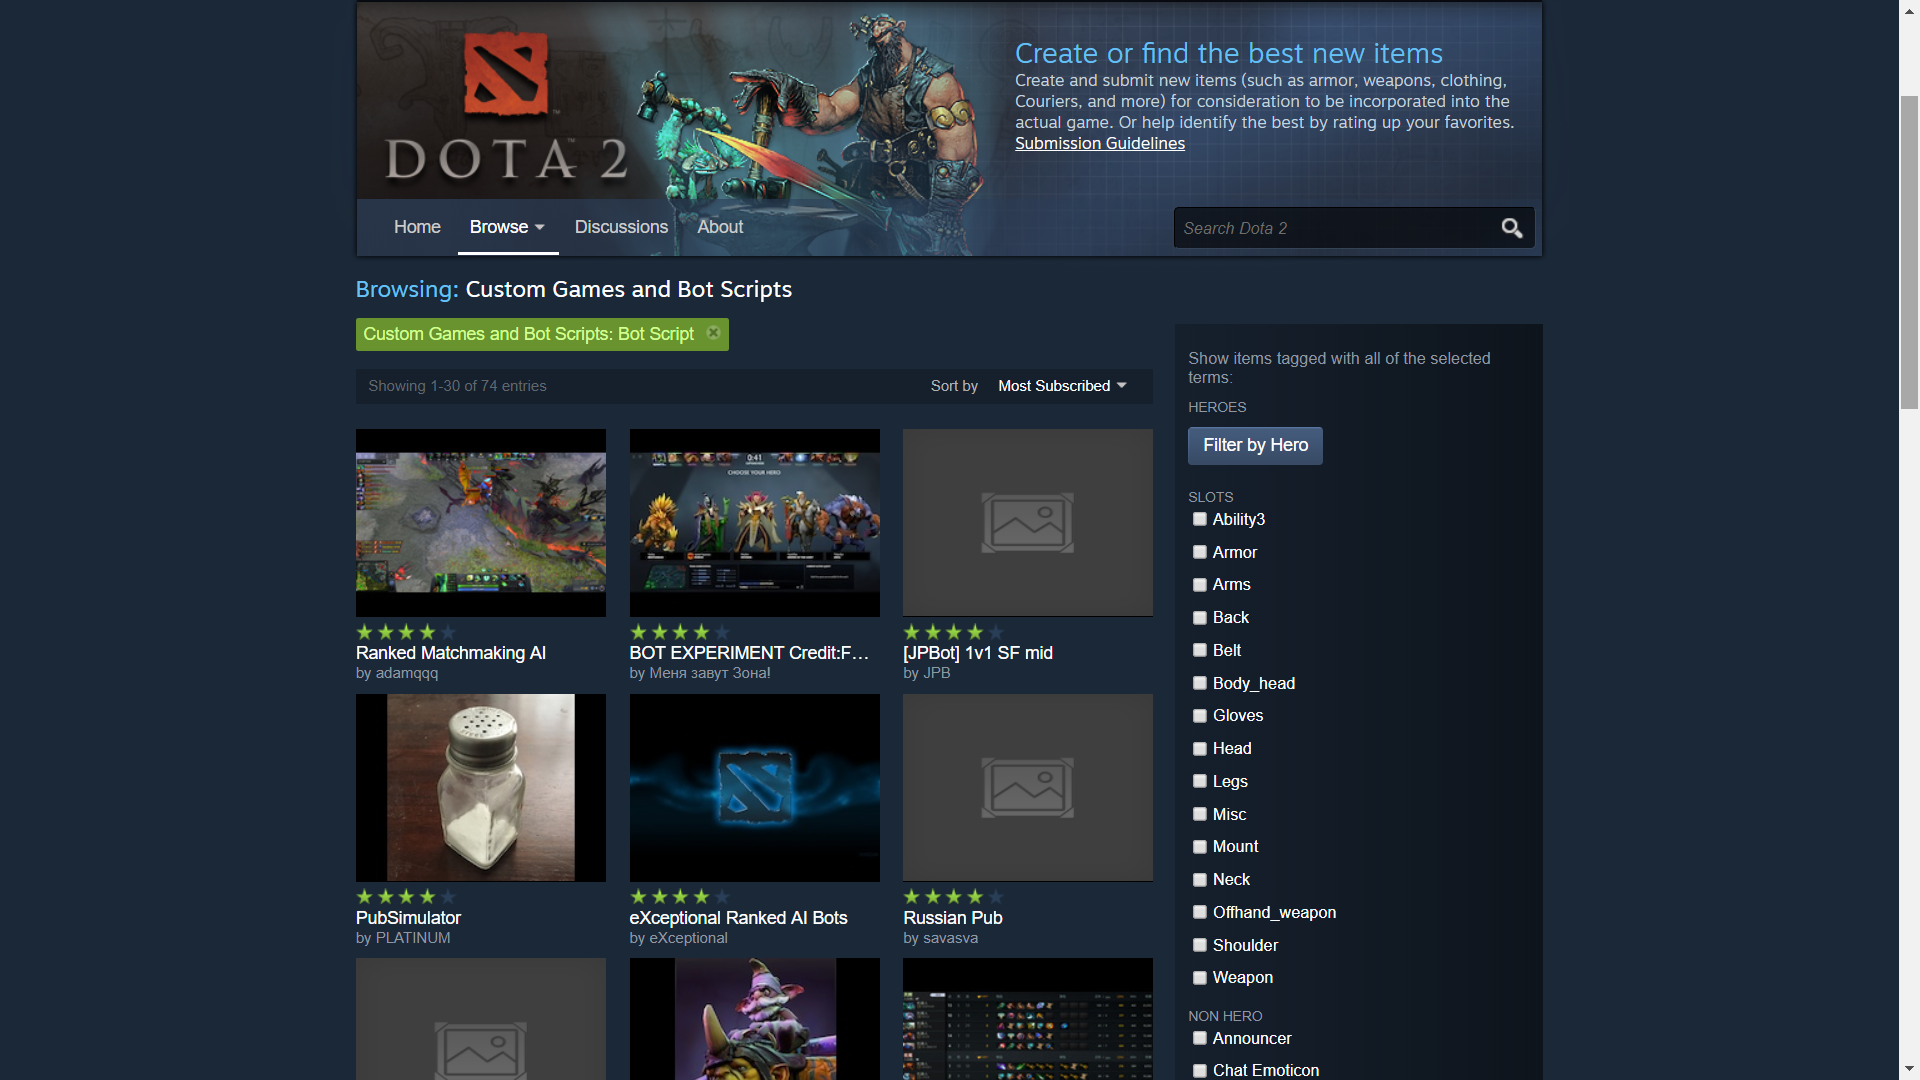 DOTA 2
Create or find the best new items
Create and submit new items (such as armor, weapons, clothing,
Couriers, and more) for consideration to be incorporated into the
actual game. Or help identify the best by rating up your favorites.
Submission Guidelines
Home Browse Discussions About
Search Dota 2
Browsing: Custom Games and Bot Scripts
Custom Games and Bot Scripts: Bot Script
Showing 1-30 of 74 entries
Sort by Most Subscribed
0:41
CHOOSE YOUR HERO
Ranked Matchmaking AI
by adamqqq
BOT EXPERIMENT Credit:F...
by Меня завут Зона!
[JPBot] 1v1 SF mid
by JPB
PubSimulator
by PLATINUM
eXceptional Ranked AI Bots
by eXceptional
Russian Pub
by savasva
Show items tagged with all of the selected
terms:
HEROES
Filter by Hero
SLOTS
Ability3
Armor
Arms
Back
Belt
Body_head
Gloves
Head
Legs
Misc
Mount
Neck
Offhand_weapon
Shoulder
Weapon
NON HERO
Announcer
Chat Emoticon